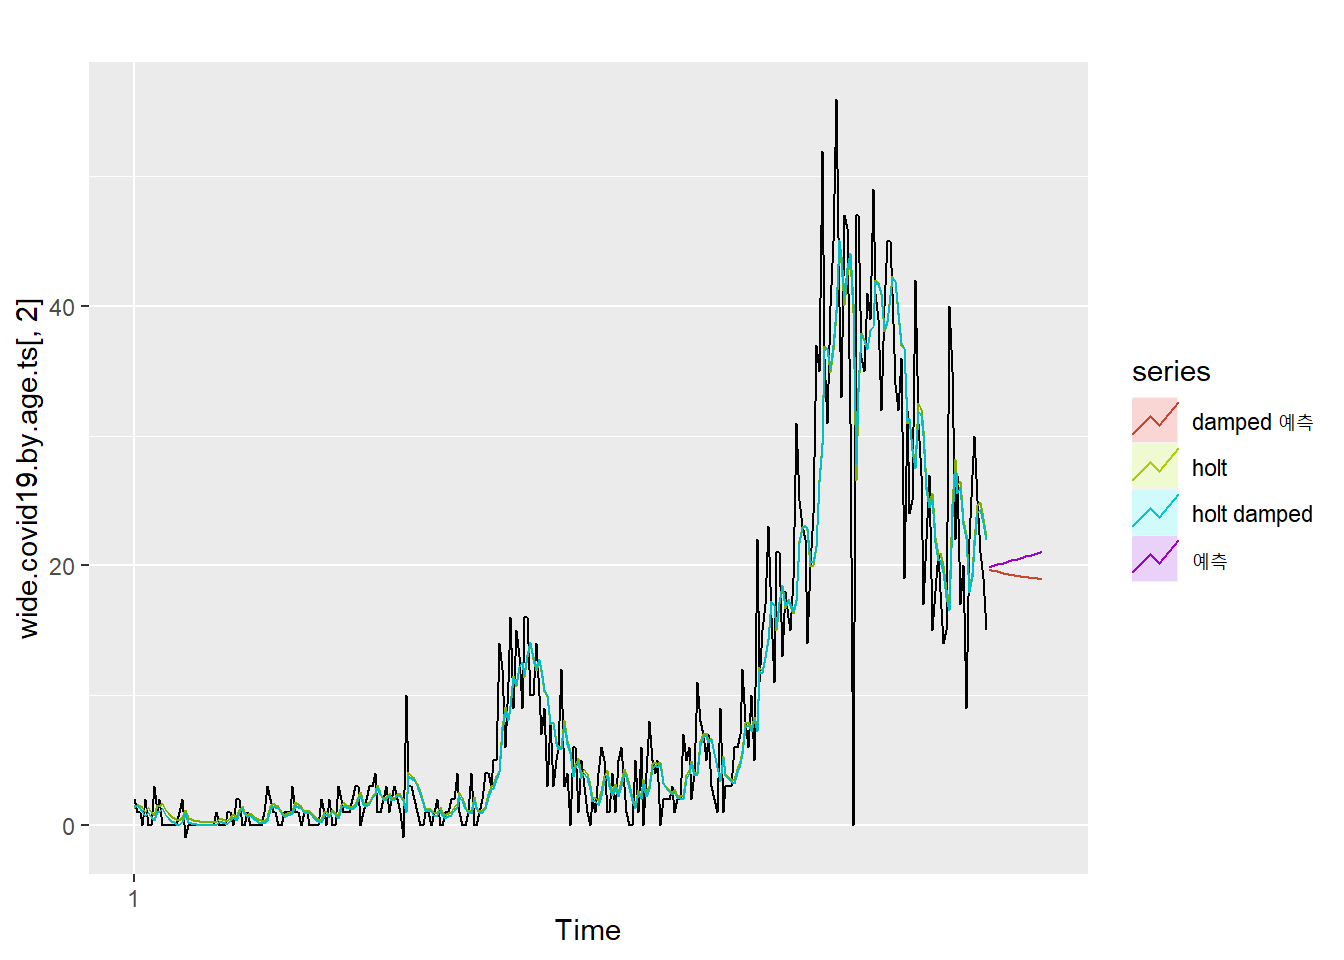 wide.covid19.by.age.ts[, 2]
40
20
0
1
Time
series
damped 예측
holt
holt damped
예측